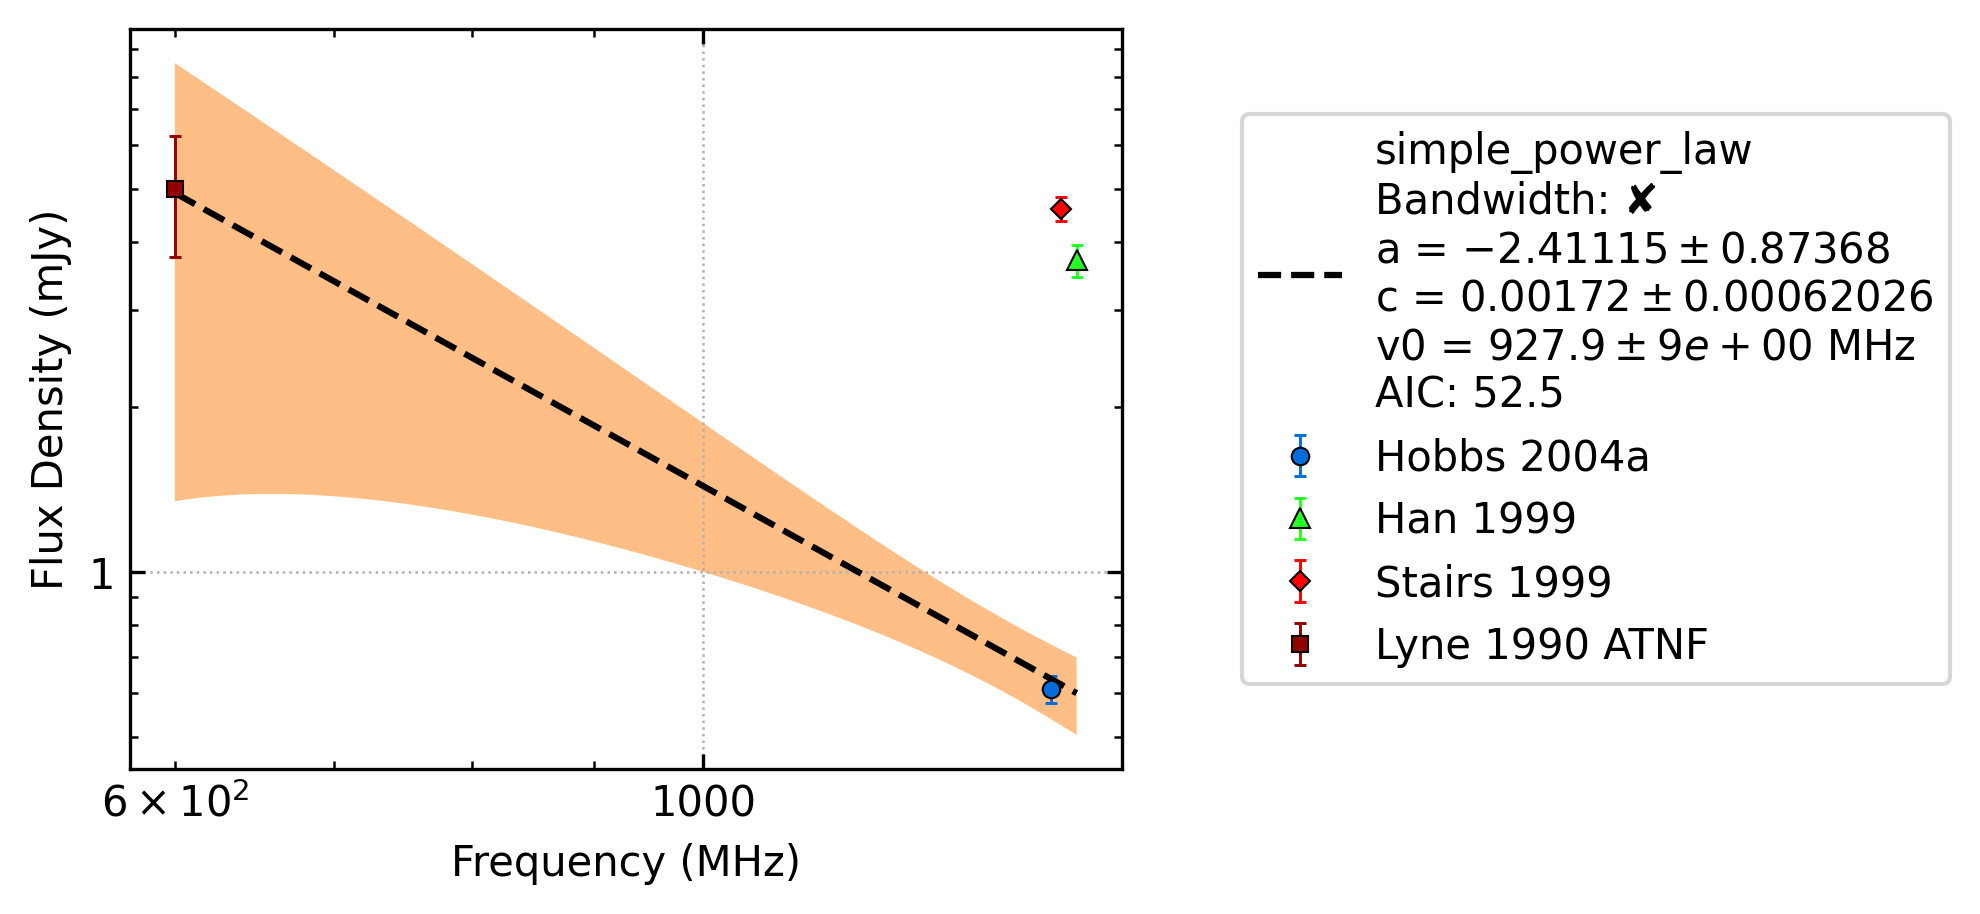 Flux Density (mJy)
1
6 × 10²
1000
Frequency (MHz)
simple_power_law
Bandwidth: ✘
a = −2.41115 ± 0.87368
c = 0.00172 ± 0.00062026
v0 = 927.9 ± 9e + 00 MHz
AIC: 52.5
Hobbs 2004a
Han 1999
Stairs 1999
Lyne 1990 ATNF